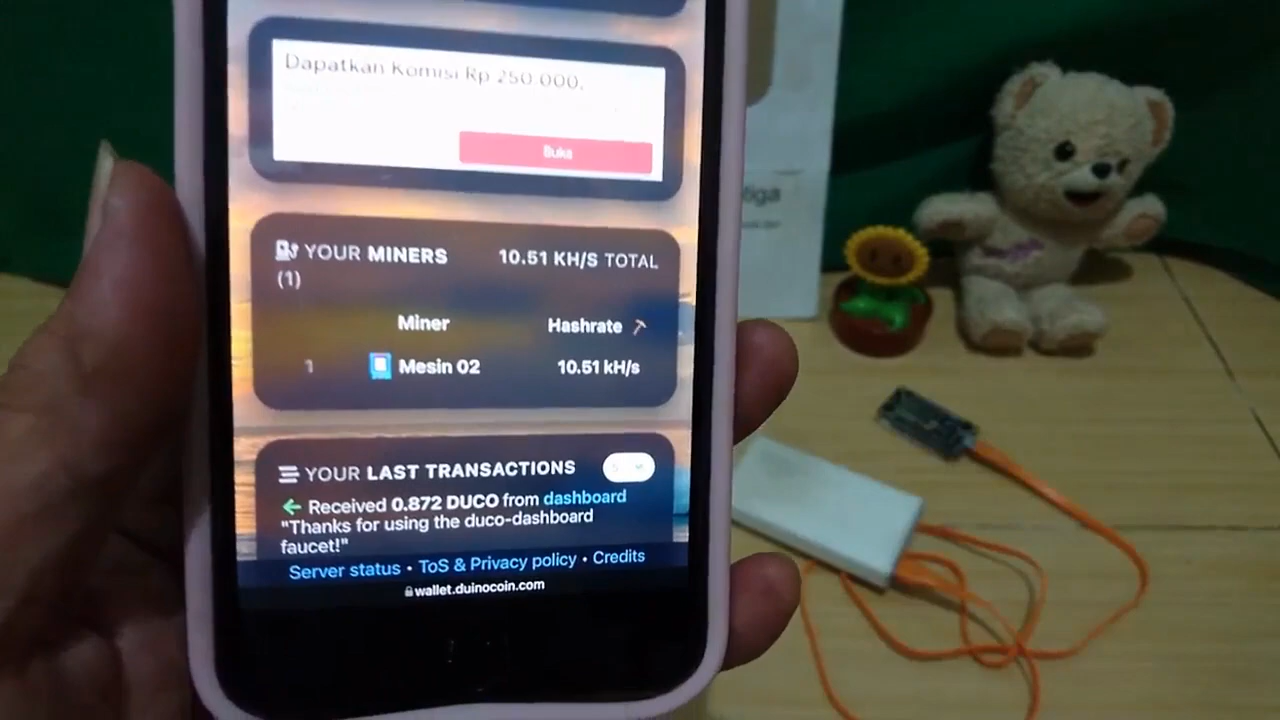 Dapatkan Komisi Rp 250.000,
Buka
YOUR MINERS
(1)
10.51 KH/S TOTAL
Miner
Hashrate
1
Mesin 02
10.51 kH/s
YOUR LAST TRANSACTIONS
5
Received 0.872 DUCO from dashboard
"Thanks for using the duco-dashboard
faucet!"
Server status • ToS & Privacy policy • Credits
wallet.duinocoin.com
tiga